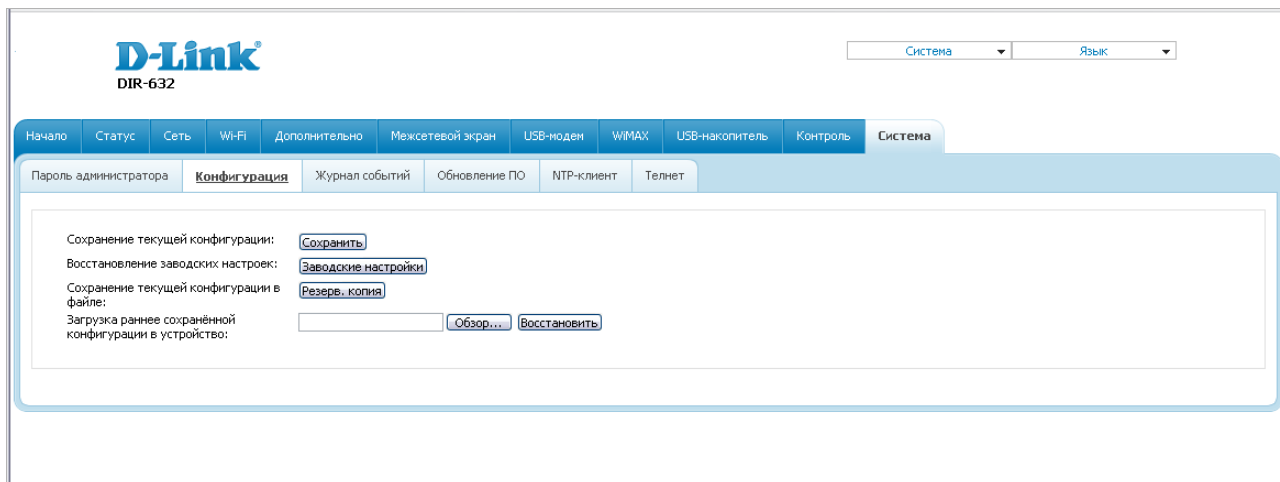 D-Link
DIR-632
Система Язык
Начало Статус Сеть Wi-Fi Дополнительно Межсетевой экран USB-модем WiMAX USB-накопитель Контроль Система
Пароль администратора Конфигурация Журнал событий Обновление ПО NTP-клиент Телнет
Сохранение текущей конфигурации: Сохранить
Восстановление заводских настроек: Заводские настройки
Сохранение текущей конфигурации в
файле:
Резерв. копия
Загрузка раннее сохранённой
конфигурации в устройство:
Обзор... Восстановить